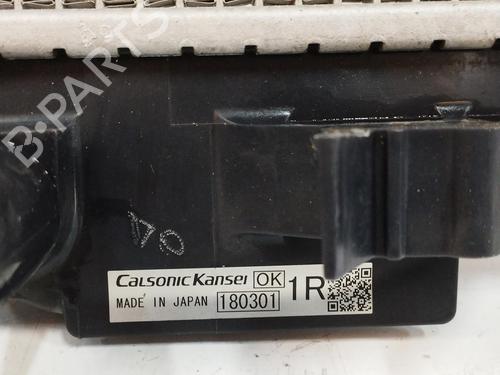 B-PARTS
CALSONIC KANSEI OK 1R
MADE IN JAPAN 180301